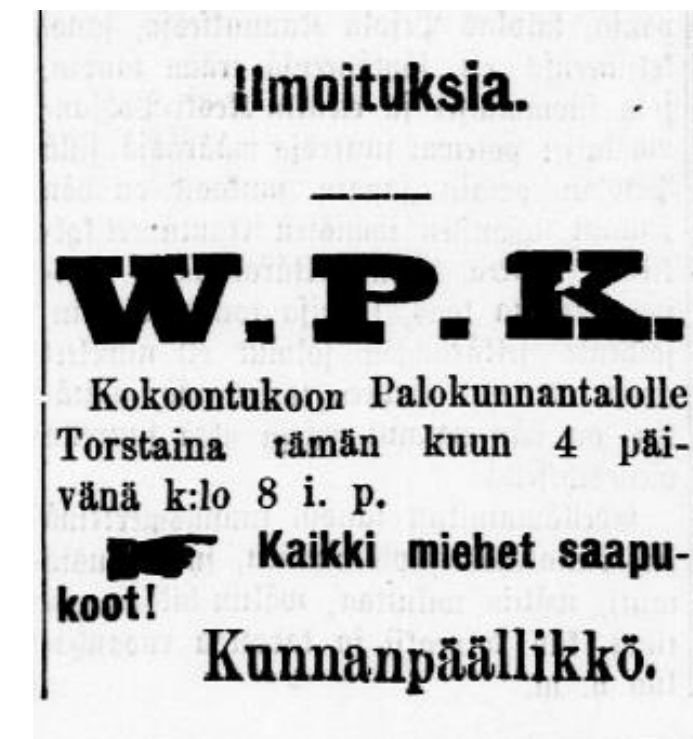 Ilmoituksia.
W. P. K.
Kokoontukoon Palokunnantalolle
Torstaina tämän kuun 4 päi-
vänä k:lo 8 i. p.
Kaikki miehet saapu-
koot!
Kunnanpäällikkö.